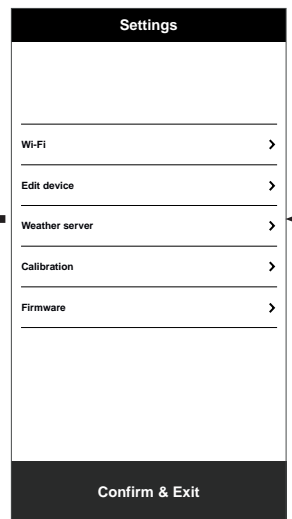 Settings
Wi-Fi
Edit device
Weather server
Calibration
Firmware
Confirm & Exit